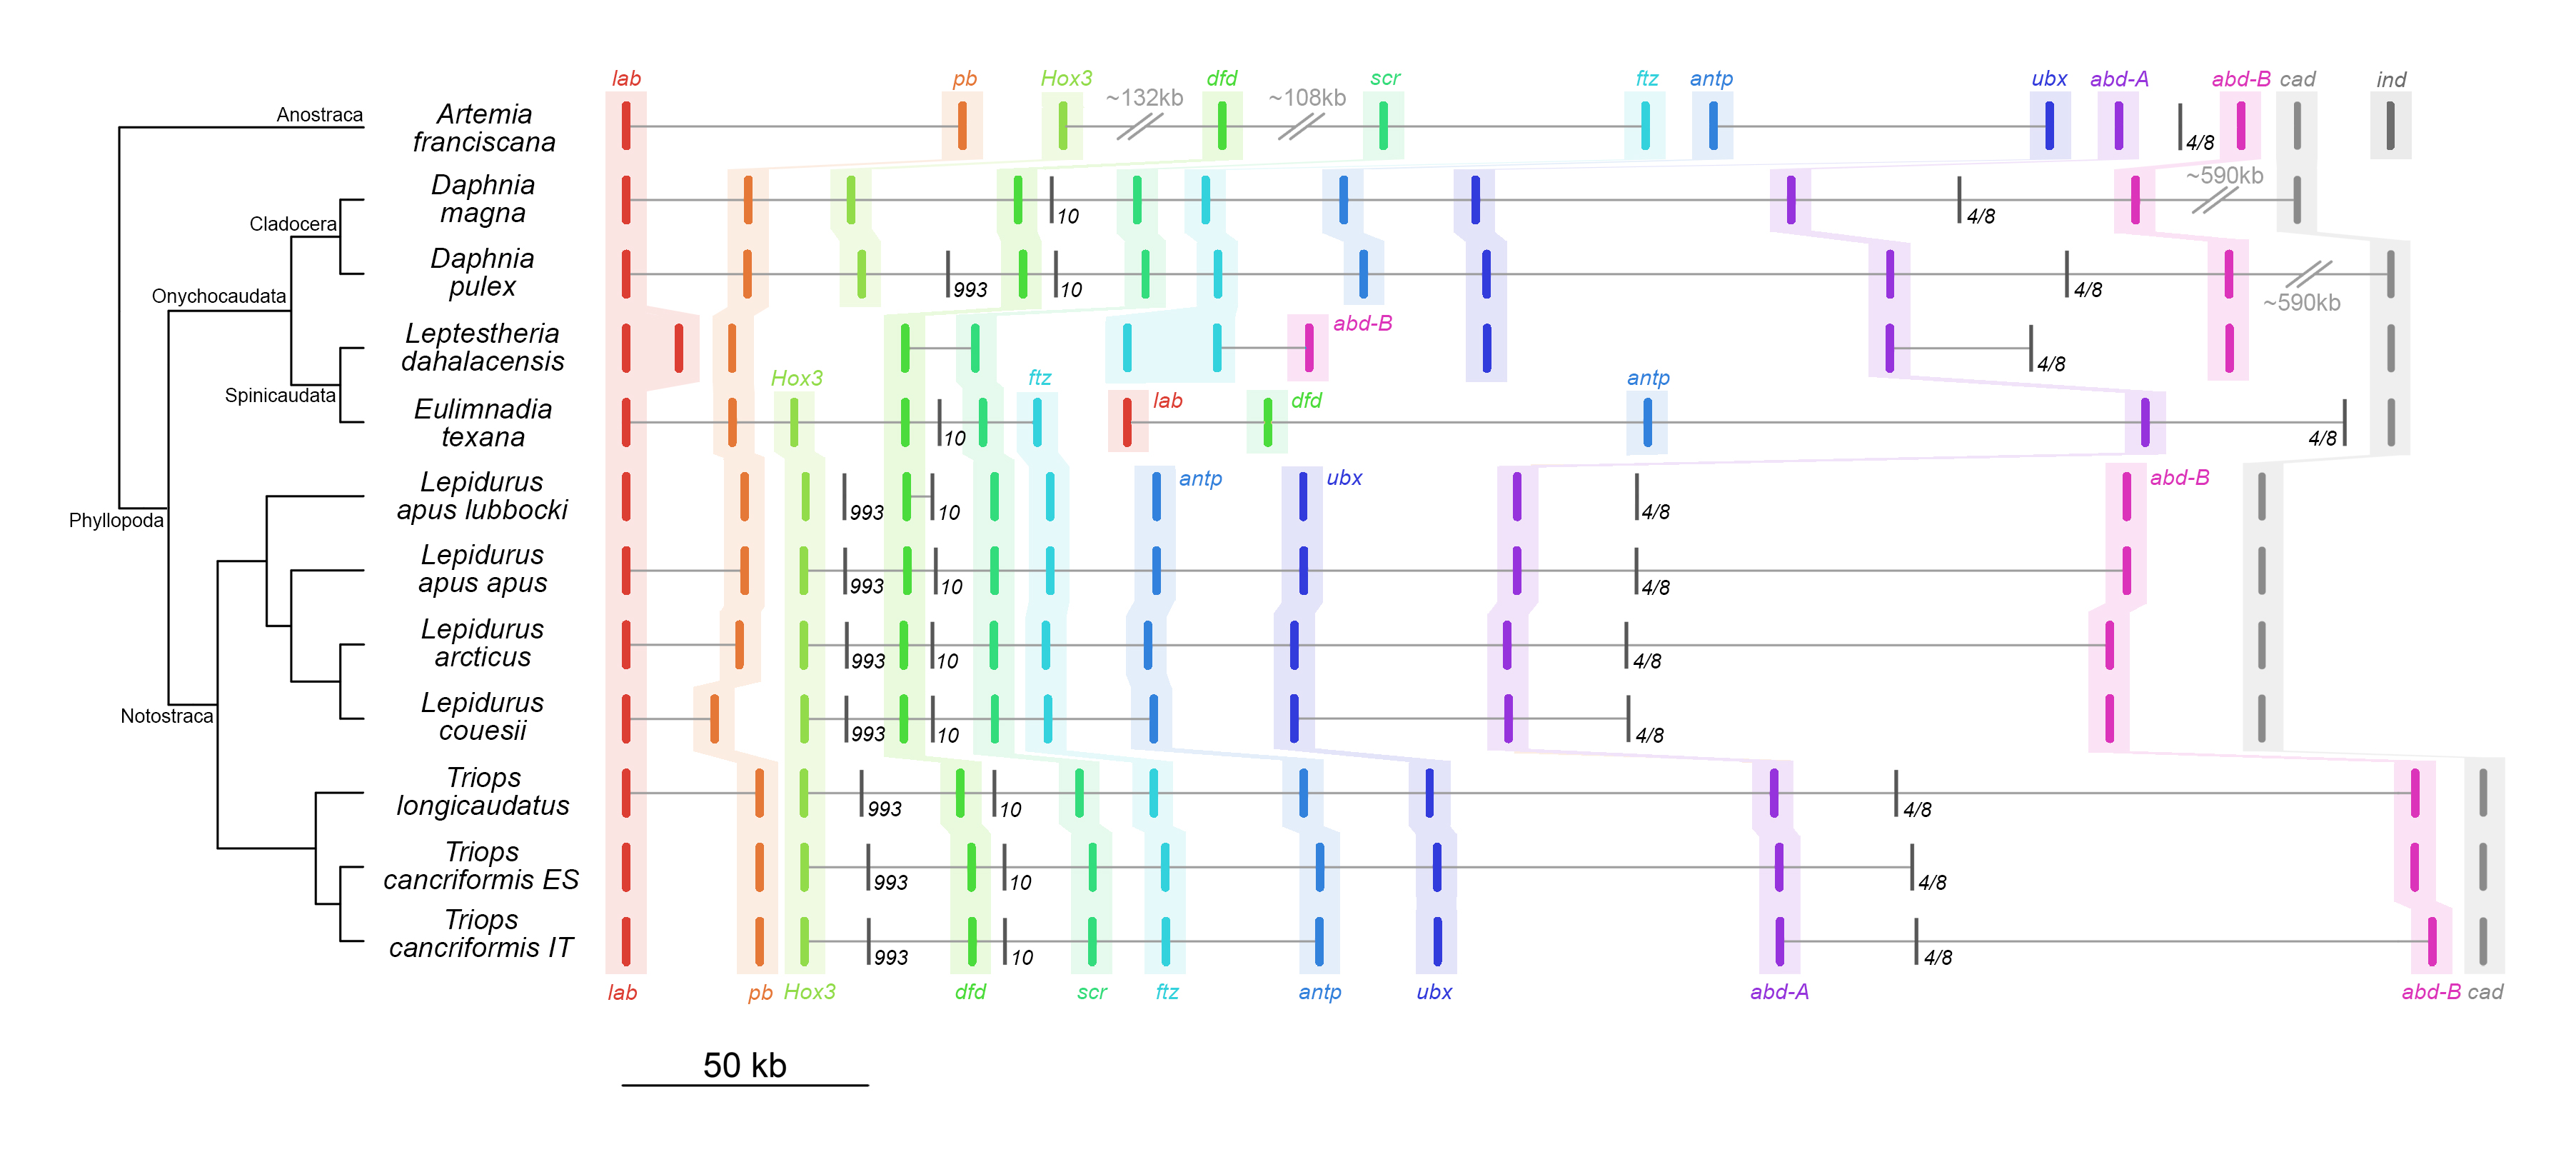 lab pb Hox3 dfd scr ftz antp ubx abd-A abd-B cad ind
~132kb ~108kb
Anostraca
Artemia
franciscana
4/8
~590kb
Daphnia
magna
10 4/8
Cladocera
Daphnia
pulex
993 10 4/8
~590kb
Onychocaudata
Leptestheria
dahalacensis
abd-B
4/8
Hox3 ftz antp
Spinicaudata
Eulimnadia
texana
10 lab dfd 4/8
Lepidurus
apus lubbocki
993 10 antp ubx 4/8 abd-B
Phyllopoda
Lepidurus
apus apus
993 10 4/8
Lepidurus
arcticus
993 10 4/8
Lepidurus
couesii
993 10 4/8
Notostraca
Triops
longicaudatus
993 10 4/8
Triops
cancriformis ES
993 10 4/8
Triops
cancriformis IT
993 10 4/8
lab pb Hox3 dfd scr ftz antp ubx abd-A abd-B cad
50 kb